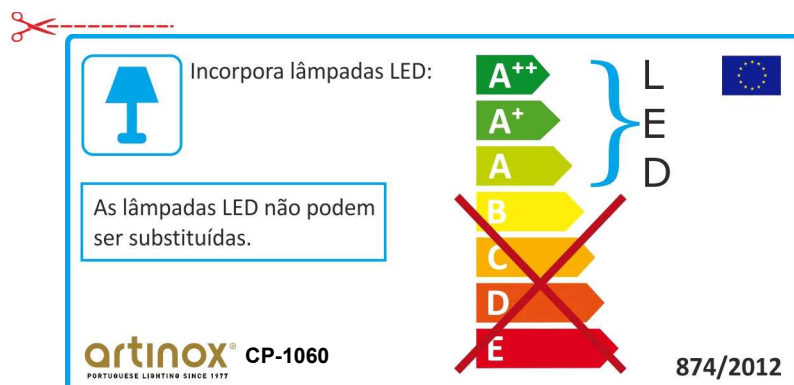 Incorpora lâmpadas LED:
As lâmpadas LED não podem
ser substituídas.
A++
A+
A
B
C
D
E
L
E
D
artinox® CP-1060
PORTUGUESE LIGHTING SINCE 1977
874/2012